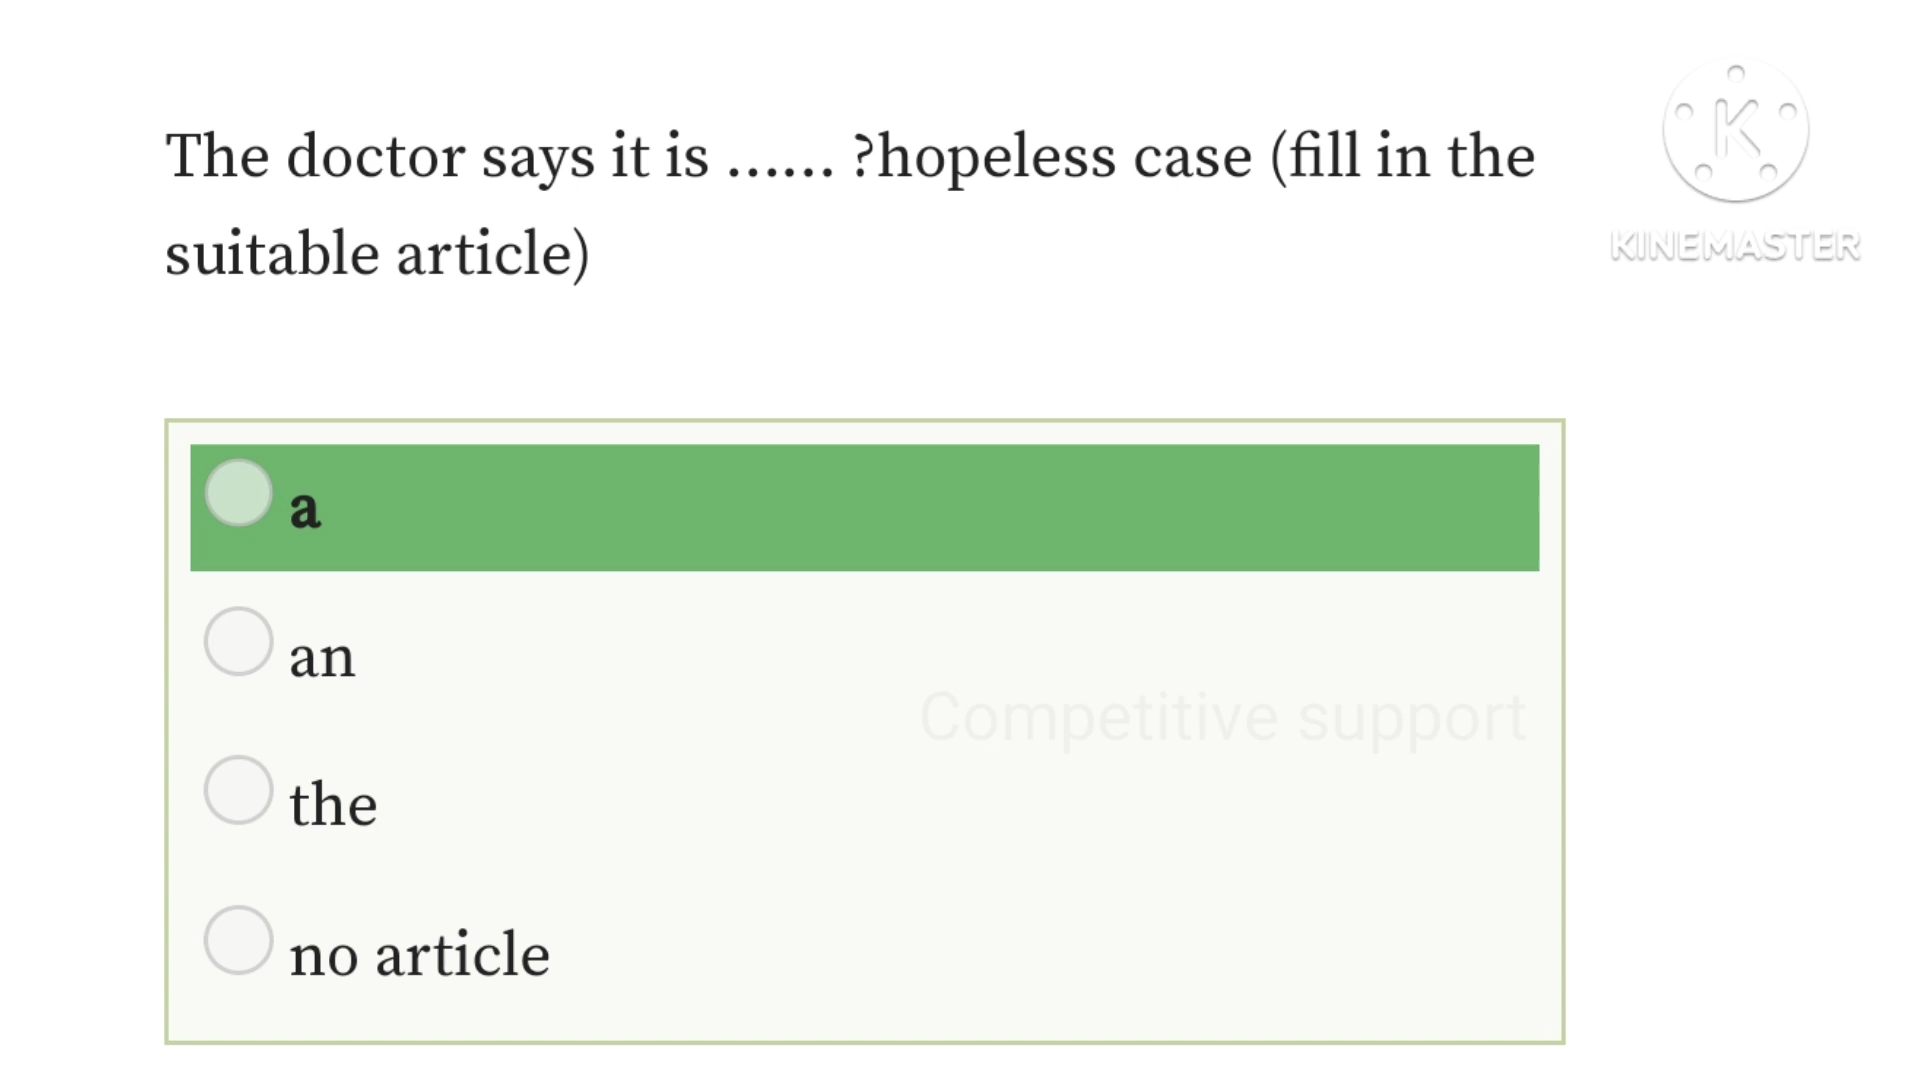 The doctor says it is ...... ?hopeless case (fill in the
suitable article)
KINEMASTER
a
an
Competitive support
the
no article